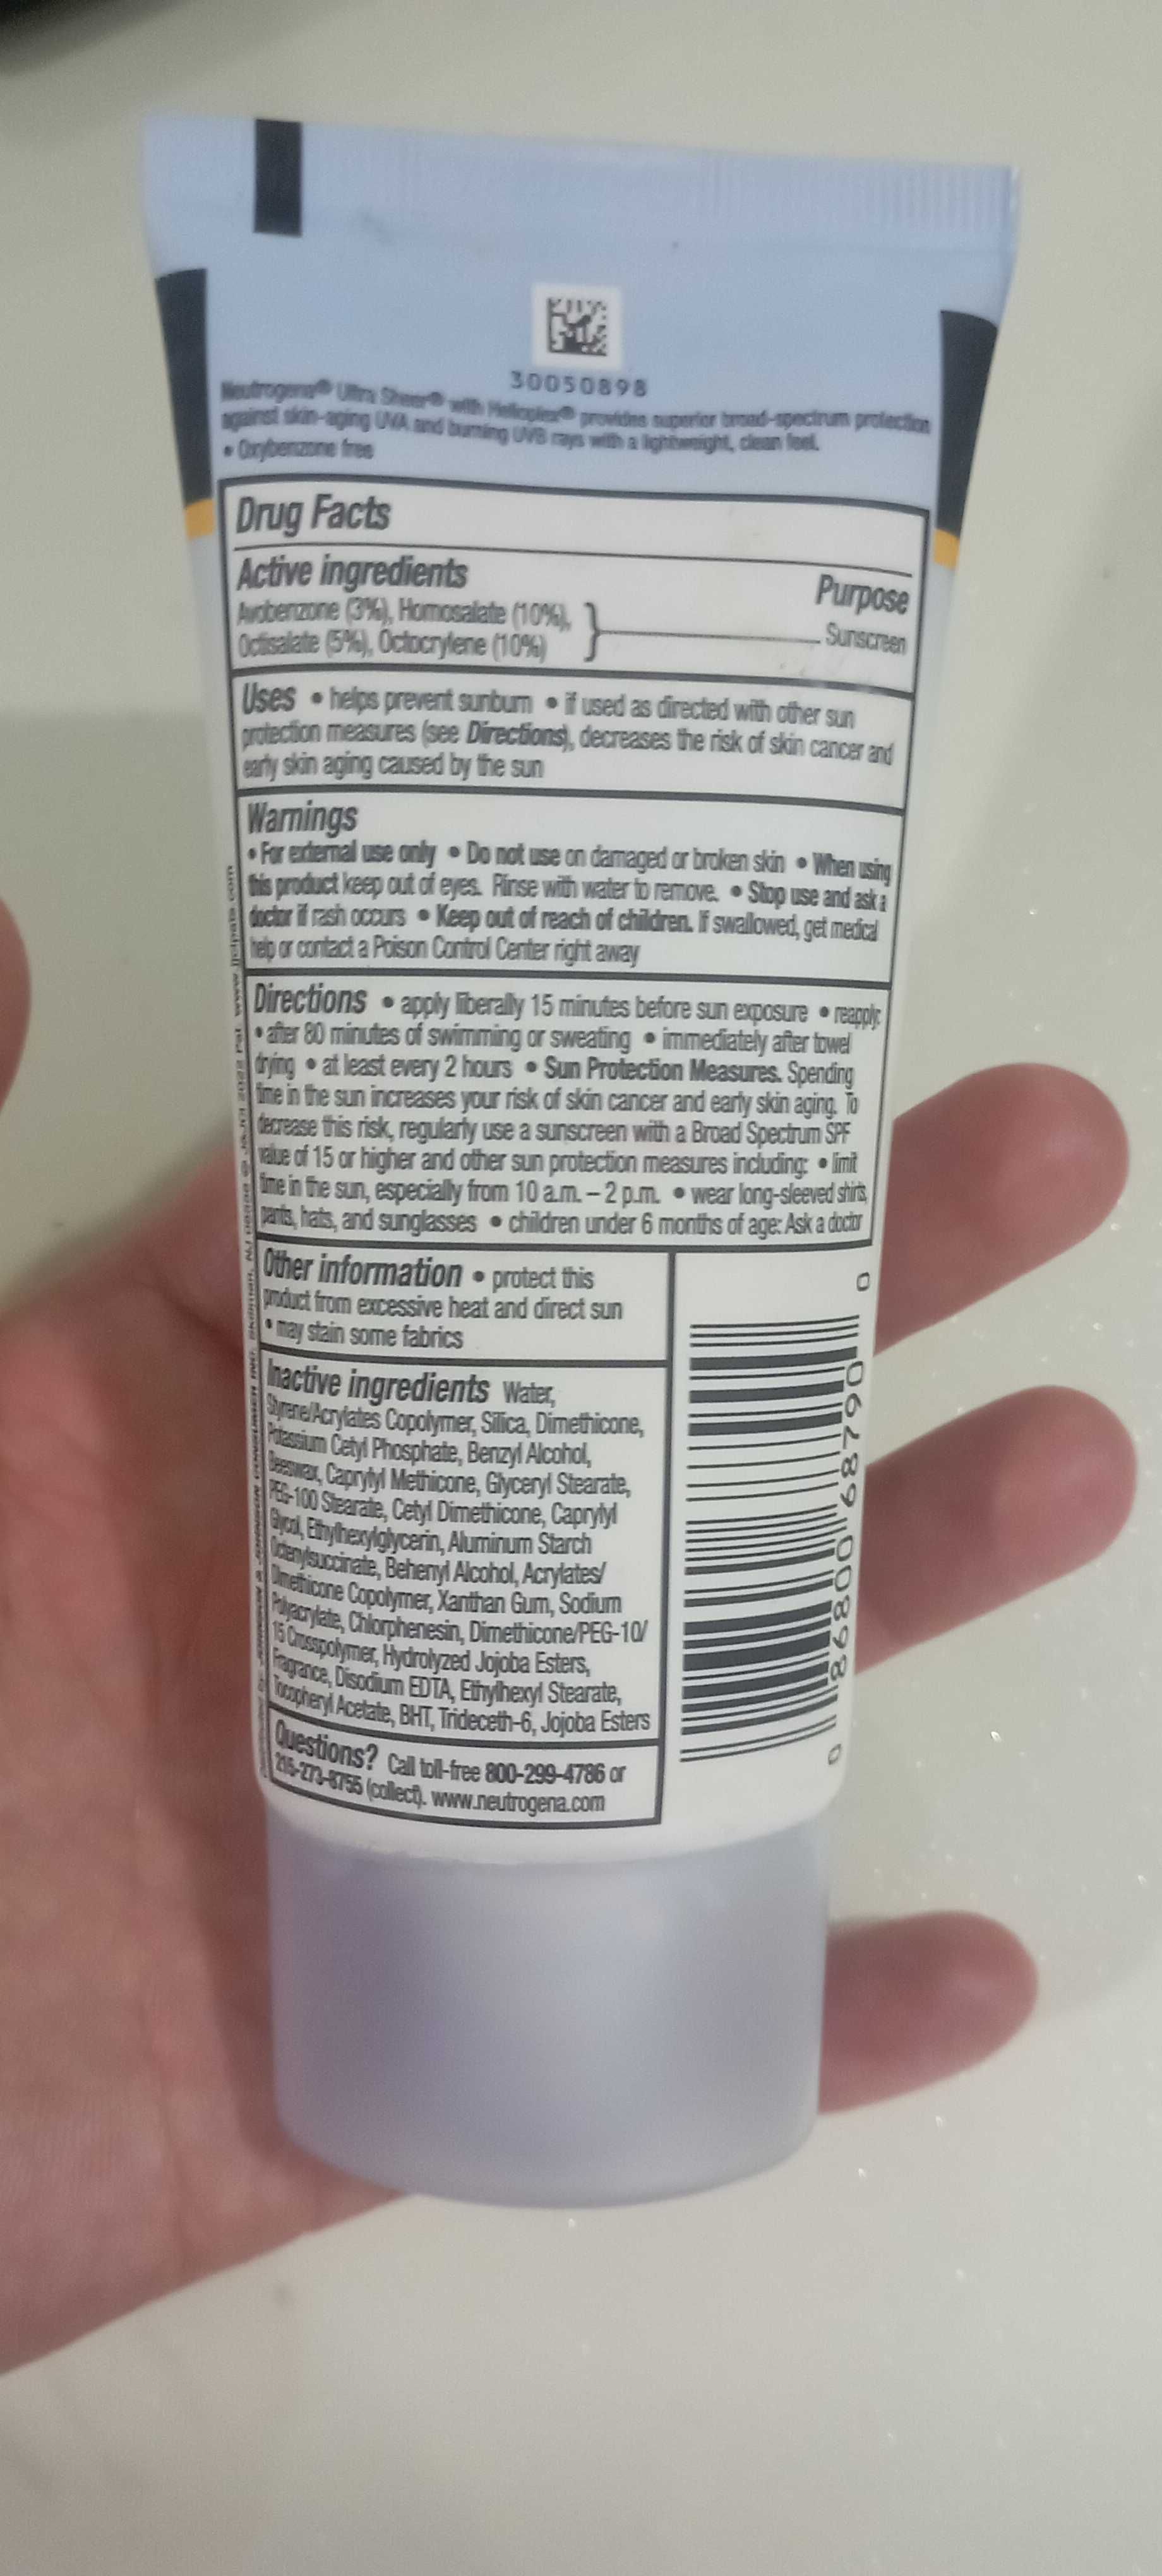 30050898
Neutrogena® Ultra Sheer® with Helioplex® provides superior broad-spectrum protection
against skin-aging UVA and burning UVB rays with a lightweight, clean feel.
• Oxybenzone free
Drug Facts
Active ingredients Purpose
Avobenzone (3%), Homosalate (10%),
Octisalate (5%), Octocrylene (10%) Sunscreen
Uses • helps prevent sunburn • if used as directed with other sun
protection measures (see Directions), decreases the risk of skin cancer and
early skin aging caused by the sun
Warnings
• For external use only • Do not use on damaged or broken skin • When using
this product keep out of eyes. Rinse with water to remove. • Stop use and ask a
doctor if rash occurs • Keep out of reach of children. If swallowed, get medical
help or contact a Poison Control Center right away
Directions • apply liberally 15 minutes before sun exposure • reapply:
• after 80 minutes of swimming or sweating • immediately after towel
drying • at least every 2 hours • Sun Protection Measures. Spending
time in the sun increases your risk of skin cancer and early skin aging. To
decrease this risk, regularly use a sunscreen with a Broad Spectrum SPF
value of 15 or higher and other sun protection measures including: • limit
time in the sun, especially from 10 a.m. – 2 p.m. • wear long-sleeved shirts,
pants, hats, and sunglasses • children under 6 months of age: Ask a doctor
Other information • protect this
product from excessive heat and direct sun
• may stain some fabrics
Inactive ingredients Water,
Styrene/Acrylates Copolymer, Silica, Dimethicone,
Potassium Cetyl Phosphate, Benzyl Alcohol,
Beeswax, Caprylyl Methicone, Glyceryl Stearate,
PEG-100 Stearate, Cetyl Dimethicone, Caprylyl
Glycol, Ethylhexylglycerin, Aluminum Starch
Octenylsuccinate, Behenyl Alcohol, Acrylates/
Dimethicone Copolymer, Xanthan Gum, Sodium
Polyacrylate, Chlorphenesin, Dimethicone/PEG-10/
15 Crosspolymer, Hydrolyzed Jojoba Esters,
Fragrance, Disodium EDTA, Ethylhexyl Stearate,
Tocopheryl Acetate, BHT, Trideceth-6, Jojoba Esters
Questions? Call toll-free 800-299-4786 or
215-273-8755 (collect). www.neutrogena.com
0 86800 68790 0
JOHNSON & JOHNSON CONSUMER INC. Skillman, NJ